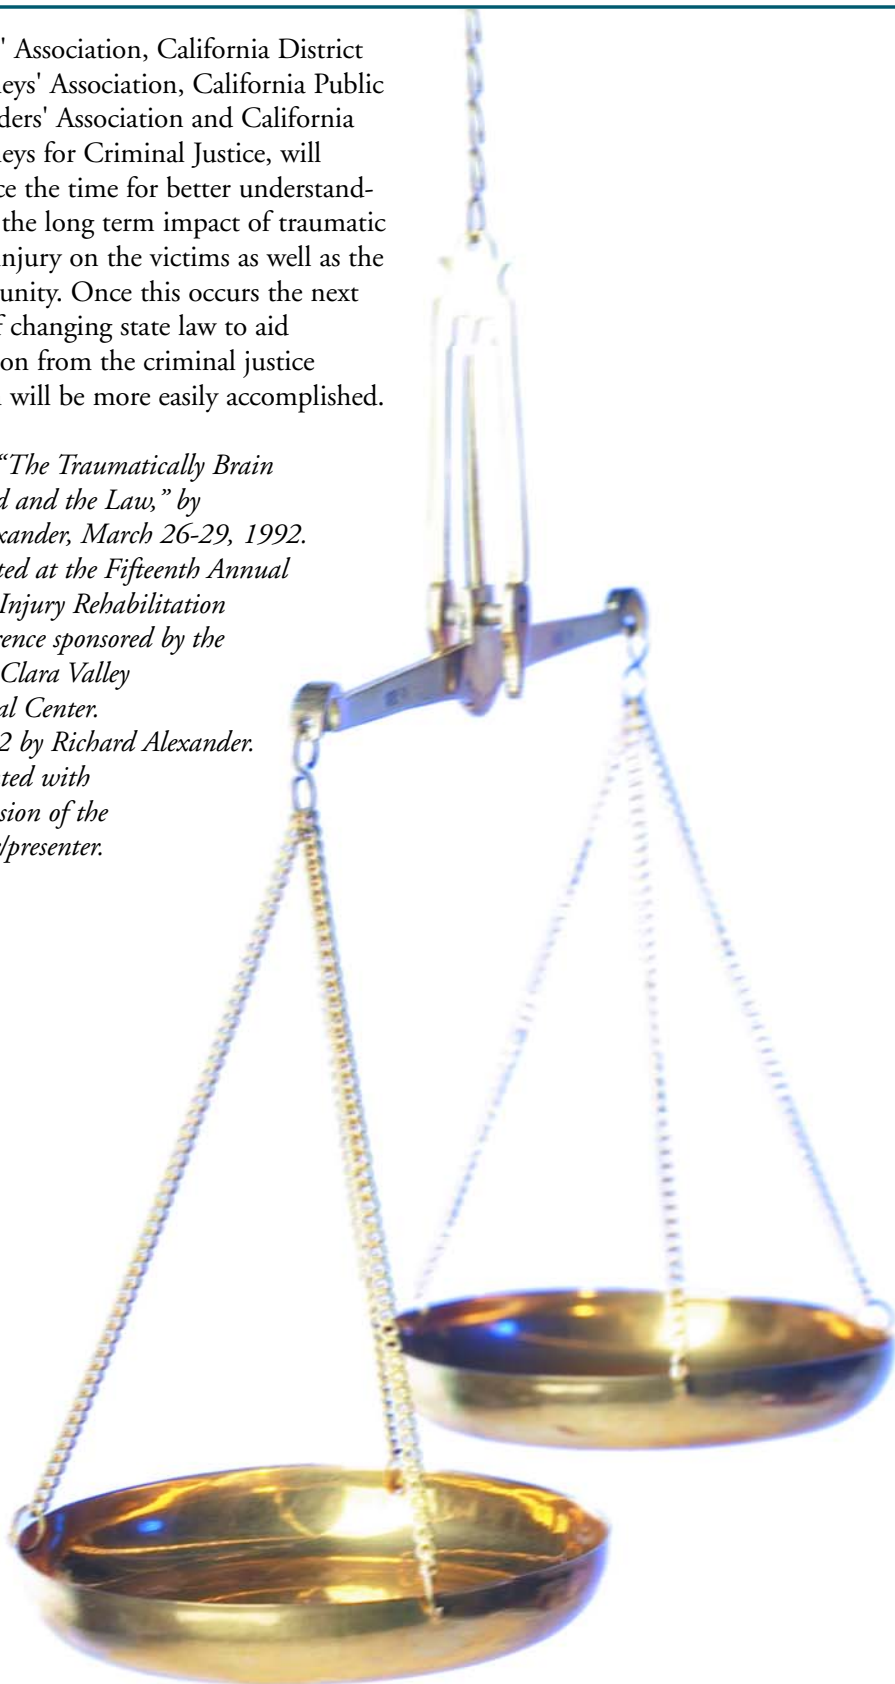 ' Association, California District
eys' Association, California Public
ders' Association and California
eys for Criminal Justice, will
ce the time for better understand-
the long term impact of traumatic
injury on the victims as well as the
unity. Once this occurs the next
f changing state law to aid
on from the criminal justice
will be more easily accomplished.
“The Traumatically Brain
d and the Law,” by
xander, March 26-29, 1992.
ted at the Fifteenth Annual
Injury Rehabilitation
rence sponsored by the
Clara Valley
al Center.
2 by Richard Alexander.
ted with
sion of the
/presenter.